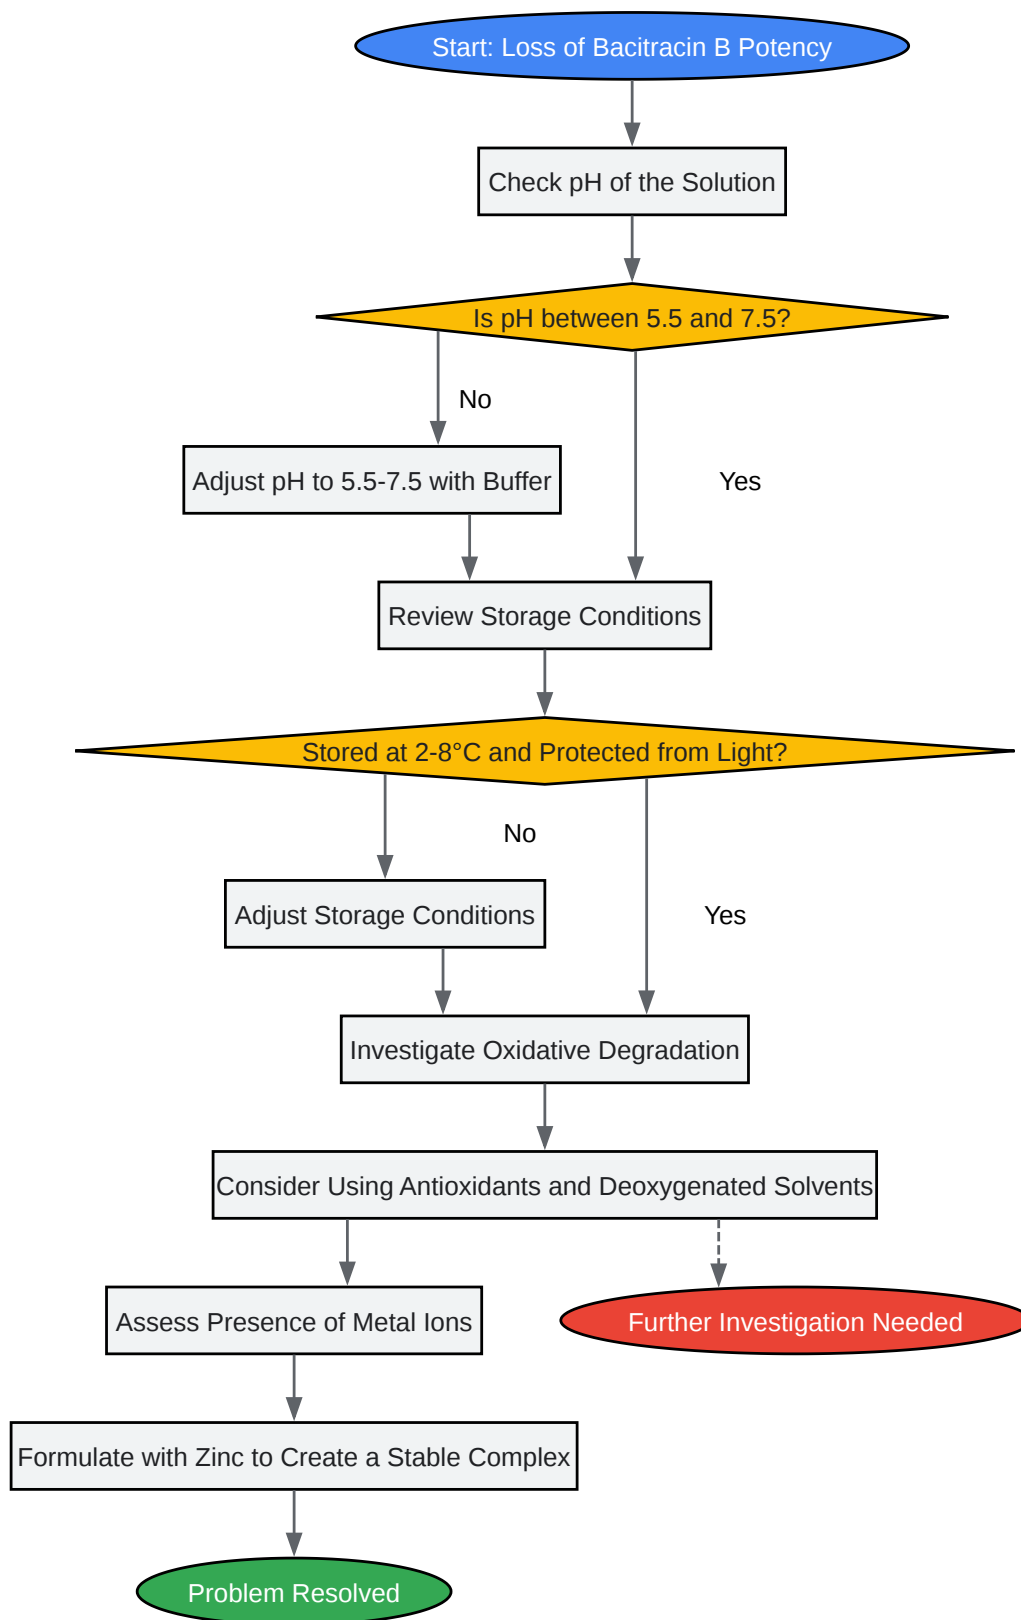 Start: Loss of Bacitracin B Potency
Check pH of the Solution
Is pH between 5.5 and 7.5?
No
Adjust pH to 5.5-7.5 with Buffer
Yes
Review Storage Conditions
Stored at 2-8°C and Protected from Light?
No
Adjust Storage Conditions
Yes
Investigate Oxidative Degradation
Consider Using Antioxidants and Deoxygenated Solvents
Assess Presence of Metal Ions
Further Investigation Needed
Formulate with Zinc to Create a Stable Complex
Problem Resolved